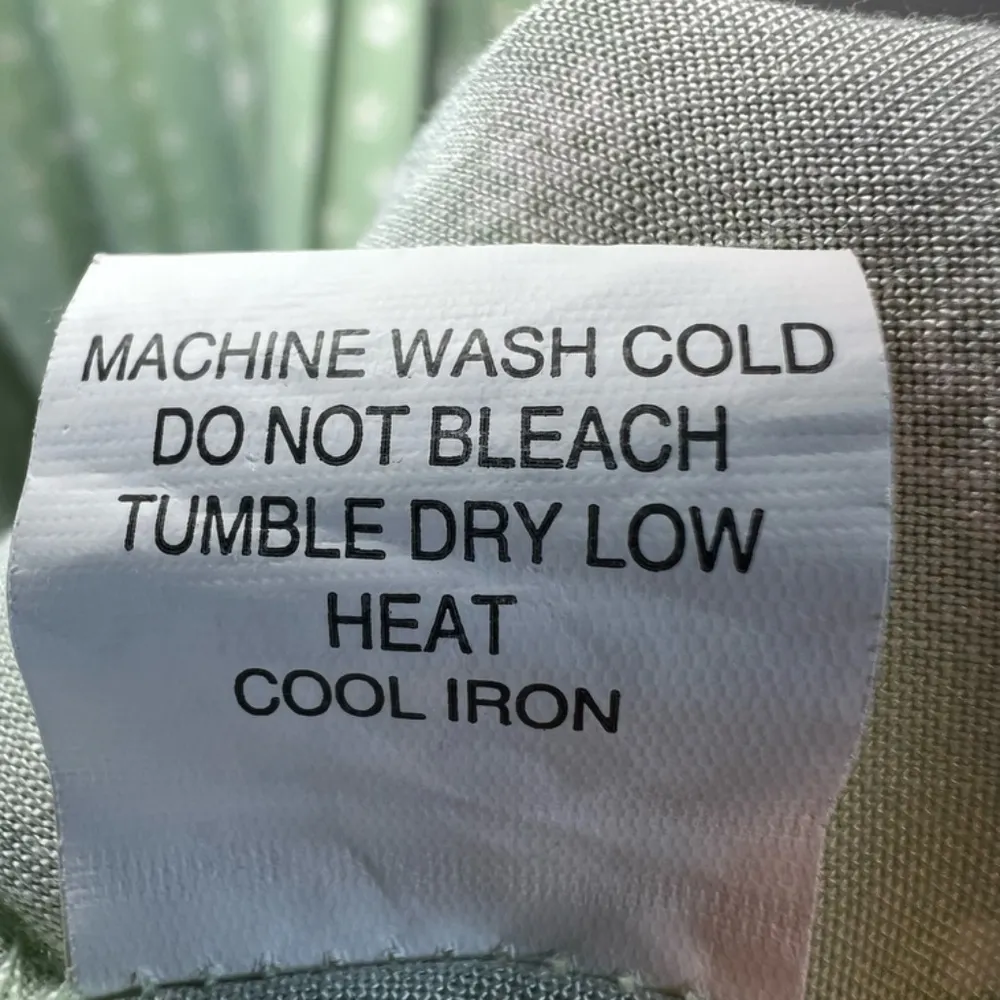 MACHINE WASH COLD
DO NOT BLEACH
TUMBLE DRY LOW
HEAT
COOL IRON